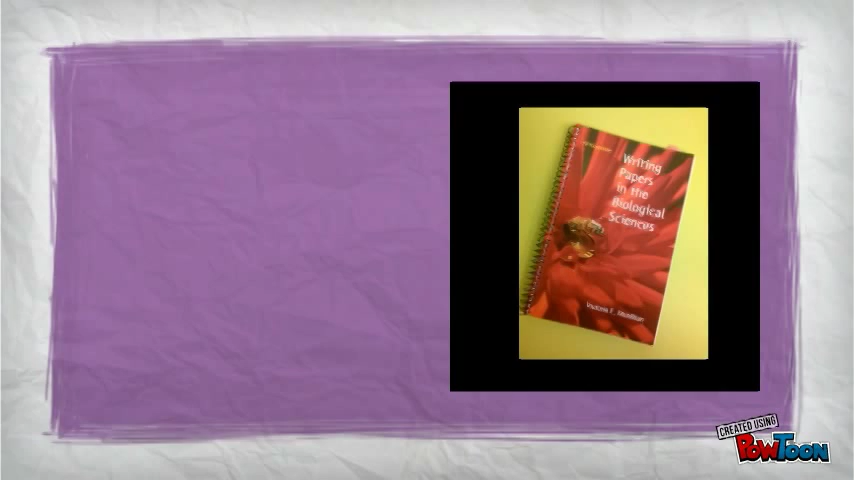 Writing
Papers
in the
Biological
Sciences
CREATED USING
POWTOON